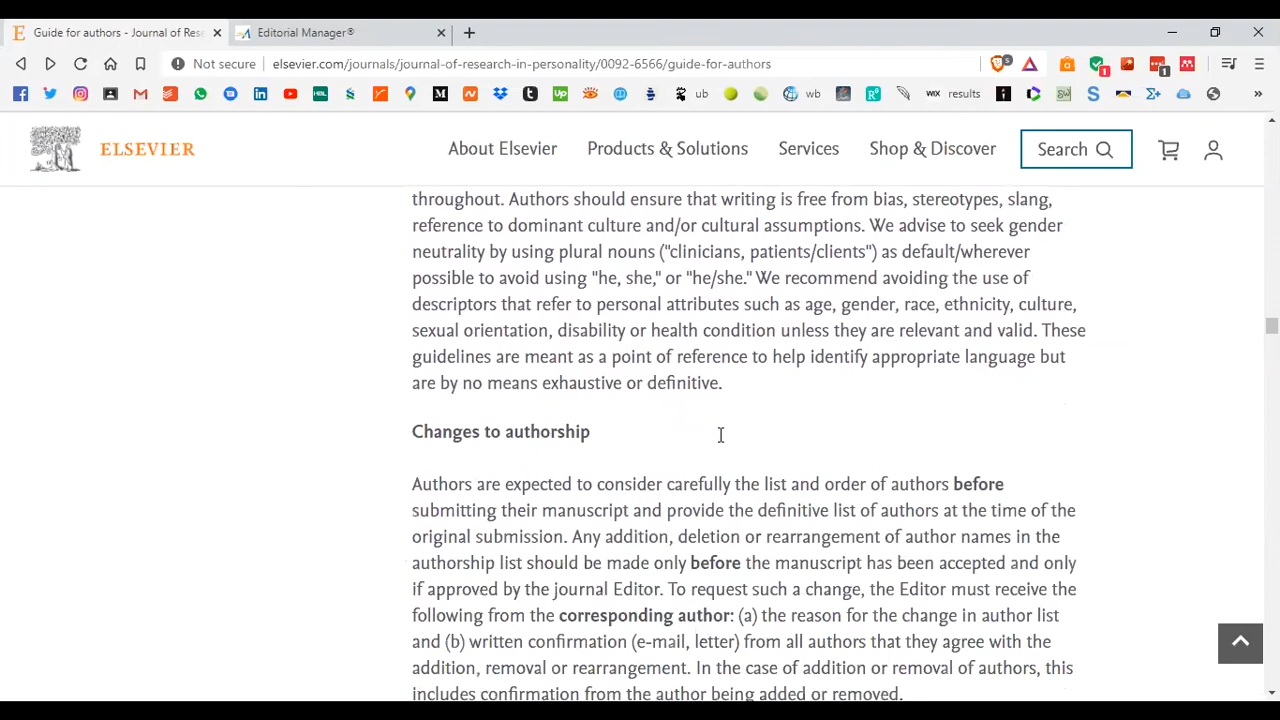 Guide for authors - Journal of Rese
Editorial Manager®
Not secure
elsevier.com/journals/journal-of-research-in-personality/0092-6566/guide-for-authors
ub
wb
WIX results
ELSEVIER
About Elsevier
Products & Solutions
Services
Shop & Discover
Search
throughout. Authors should ensure that writing is free from bias, stereotypes, slang,
reference to dominant culture and/or cultural assumptions. We advise to seek gender
neutrality by using plural nouns ("clinicians, patients/clients") as default/wherever
possible to avoid using "he, she," or "he/she." We recommend avoiding the use of
descriptors that refer to personal attributes such as age, gender, race, ethnicity, culture,
sexual orientation, disability or health condition unless they are relevant and valid. These
guidelines are meant as a point of reference to help identify appropriate language but
are by no means exhaustive or definitive.
Changes to authorship
Authors are expected to consider carefully the list and order of authors before
submitting their manuscript and provide the definitive list of authors at the time of the
original submission. Any addition, deletion or rearrangement of author names in the
authorship list should be made only before the manuscript has been accepted and only
if approved by the journal Editor. To request such a change, the Editor must receive the
following from the corresponding author: (a) the reason for the change in author list
and (b) written confirmation (e-mail, letter) from all authors that they agree with the
addition, removal or rearrangement. In the case of addition or removal of authors, this
includes confirmation from the author being added or removed.